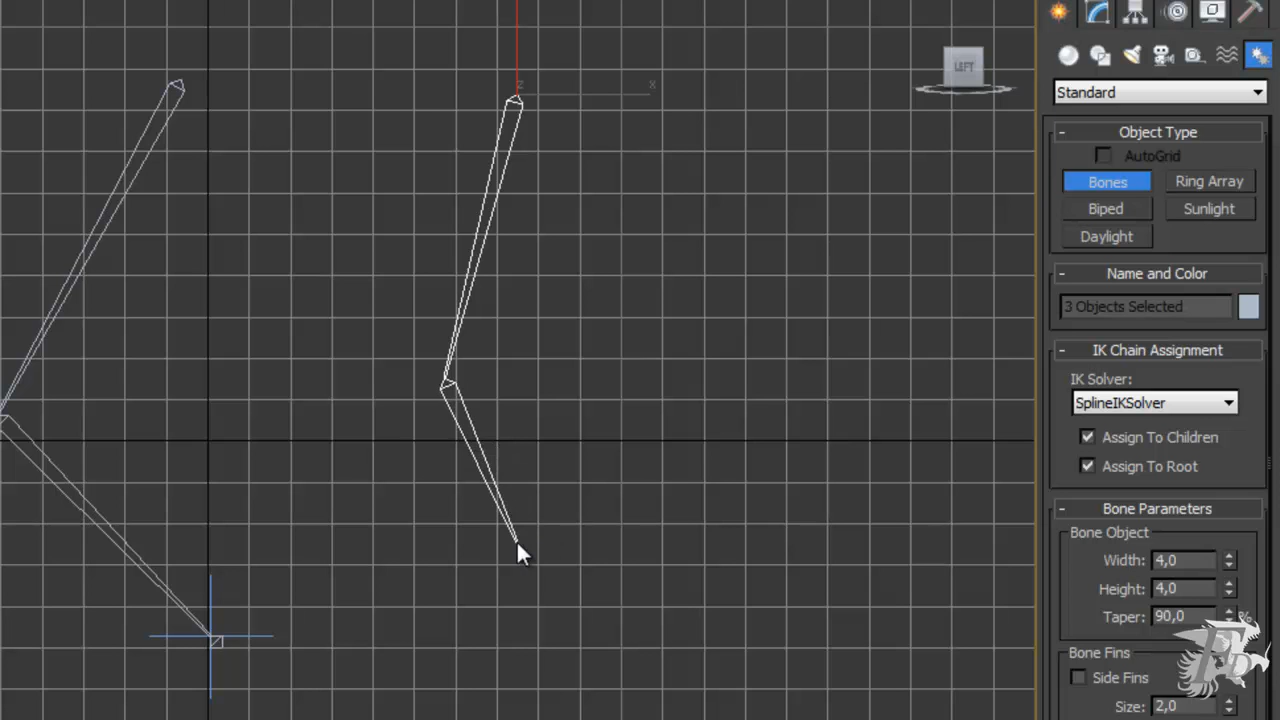 LEFT
z
x
Standard
- Object Type
AutoGrid
Bones Ring Array
Biped Sunlight
Daylight
- Name and Color
3 Objects Selected
- IK Chain Assignment
IK Solver:
SplineIKSolver
Assign To Children
Assign To Root
- Bone Parameters
Bone Object
Width: 4,0
Height: 4,0
Taper: 90,0 %
Bone Fins
Side Fins
Size: 2,0